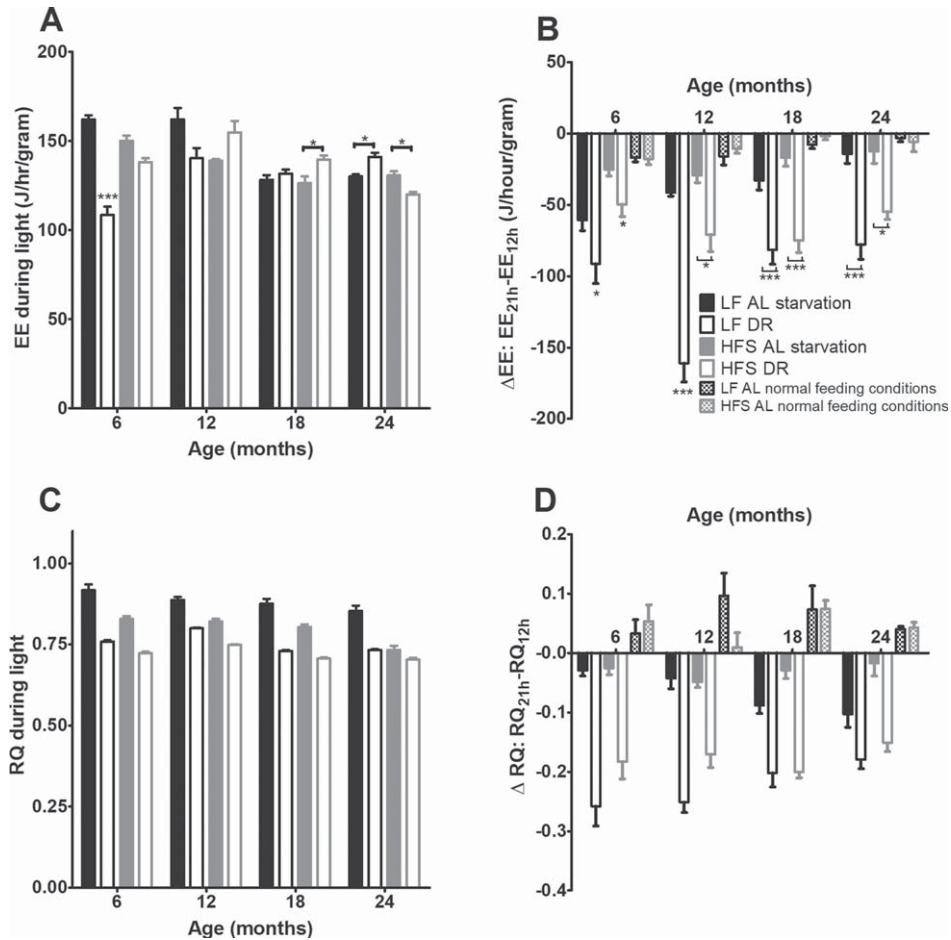 A
EE during light (J/hr/gram)
200
150
100
50
0
***
*
*
*
6
12
18
24
Age (months)
B
ΔEE: EE21h-EE12h (J/hour/gram)
Age (months)
50
0
-50
-100
-150
-200
6
12
18
24
*
*
***
*
***
***
***
*
LF AL starvation
LF DR
HFS AL starvation
HFS DR
LF AL normal feeding conditions
HFS AL normal feeding conditions
C
RQ during light
1.00
0.75
0.50
0.25
0.00
6
12
18
24
Age (months)
D
Δ RQ: RQ21h-RQ12h
Age (months)
0.2
0.1
-0.0
-0.1
-0.2
-0.3
-0.4
6
12
18
24